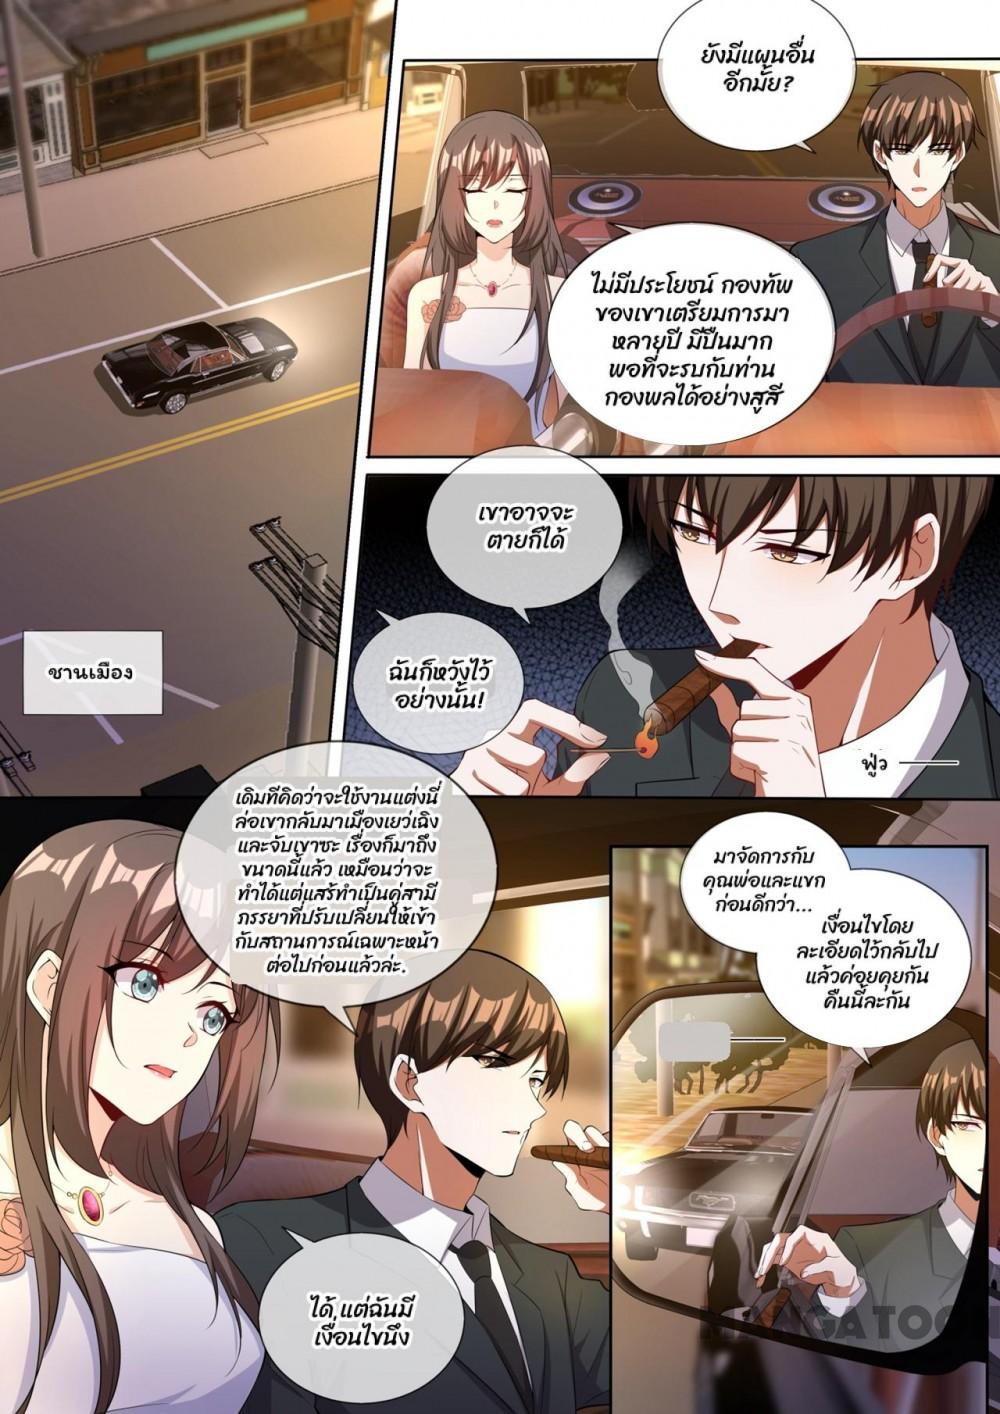 ยังมีแผนอื่น
อีกมั้ย?
ไม่มีประโยชน์ กองทัพ
ของเขาเตรียมการมา
หลายปี มีปืนมาก
พอที่จะรบกับท่าน
กองพลได้อย่างสูสี
เขาอาจจะ
ตายก็ได้
ฉันก็หวังไว้
อย่างนั้น!
ชานเมือง
ฟู่ว
เดิมทีคิดว่าจะใช้งานแต่งนี้
ล่อเขากลับมาเมืองเยว่เฉิง
และจับเขาซะ เรื่องก็มาถึง
ขนาดนี้แล้ว เหมือนว่าจะ
ทำได้แต่แสร้ทำเป็นคู่สามี
ภรรยาที่ปรับเปลี่ยนให้เข้า
กับสถานการณ์เฉพาะหน้า
ต่อไปก่อนแล้วล่ะ.
มาจัดการกับ
คุณพ่อและแขก
ก่อนดีกว่า...
เงื่อนไขโดย
ละเอียดไว้กลับไป
แล้วค่อยคุยกัน
คืนนี้ละกัน
ได้ แต่ฉันมี
เงื่อนไขนึง
MANGATOON